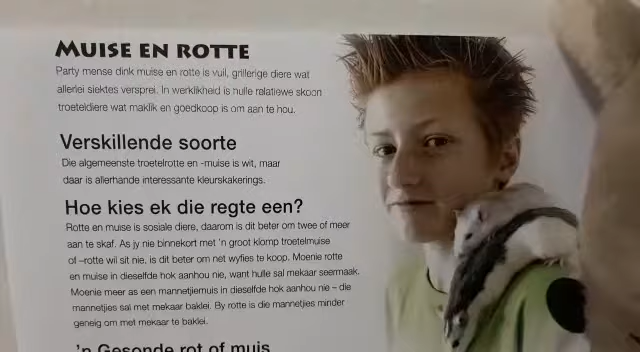 MUISE EN ROTTE
Party mense dink muise en rotte is vuil, grillerige diere wat
allerlei siektes versprei. In werklikheid is hulle relatiewe skoon
troeteldiere wat maklik en goedkoop is om aan te hou.
Verskillende soorte
Die algemeenste troetelrotte en -muise is wit, maar
daar is allerhande interessante kleurskakerings.
Hoe kies ek die regte een?
Rotte en muise is sosiale diere, daarom is dit beter om twee of meer
aan te skaf. As jy nie binnekort met 'n groot klomp troetelmuise
of –rotte wil sit nie, is dit beter om net wyfies te koop. Moenie rotte
en muise in dieselfde hok aanhou nie, want hulle sal mekaar seermaak.
Moenie meer as een mannetjiemuis in dieselfde hok aanhou nie – die
mannetjies sal met mekaar baklei. By rotte is die mannetjies minder
geneig om met mekaar te baklei.
'n Gesonde rot of muis